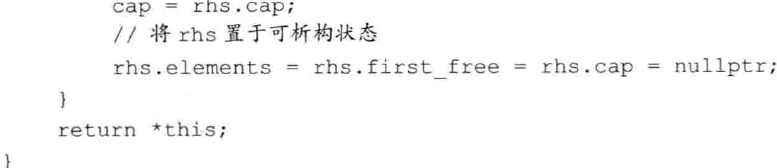 cap = rhs.cap;
// 将 rhs 置于可析构状态
rhs.elements = rhs.first_free = rhs.cap = nullptr;
}
return *this;
}